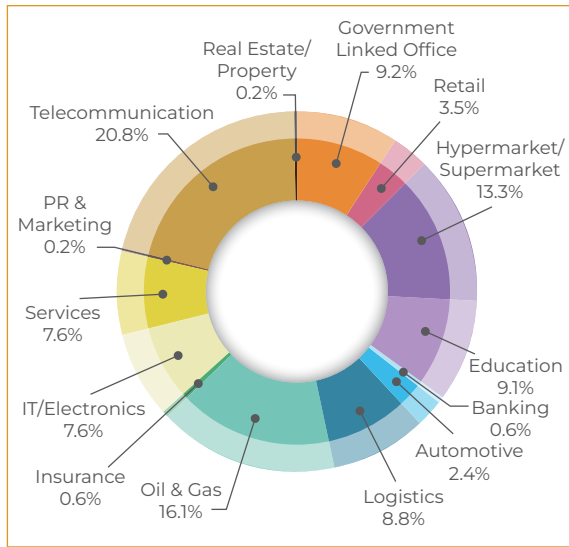 Real Estate/
Property
0.2%
Government
Linked Office
9.2%
Retail
3.5%
Hypermarket/
Supermarket
13.3%
Education
9.1%
Banking
0.6%
Automotive
2.4%
Logistics
8.8%
Oil & Gas
16.1%
Insurance
0.6%
IT/Electronics
7.6%
Services
7.6%
PR &
Marketing
0.2%
Telecommunication
20.8%